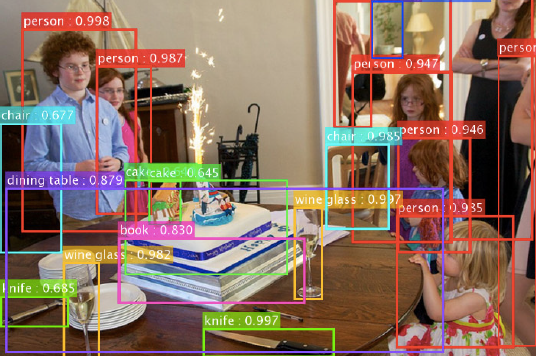 person : 0.998
person : 0.987
person : 0.947
person
chair : 0.677
chair : 0.985
person : 0.946
cake
cake : 0.645
dining table : 0.879
wine glass : 0.997
person : 0.935
book : 0.830
wine glass : 0.982
knife : 0.685
knife : 0.997